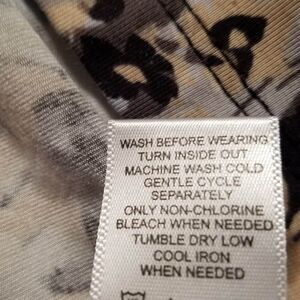 WASH BEFORE WEARING
TURN INSIDE OUT
MACHINE WASH COLD
GENTLE CYCLE
SEPARATELY
ONLY NON-CHLORINE
BLEACH WHEN NEEDED
TUMBLE DRY LOW
COOL IRON
WHEN NEEDED